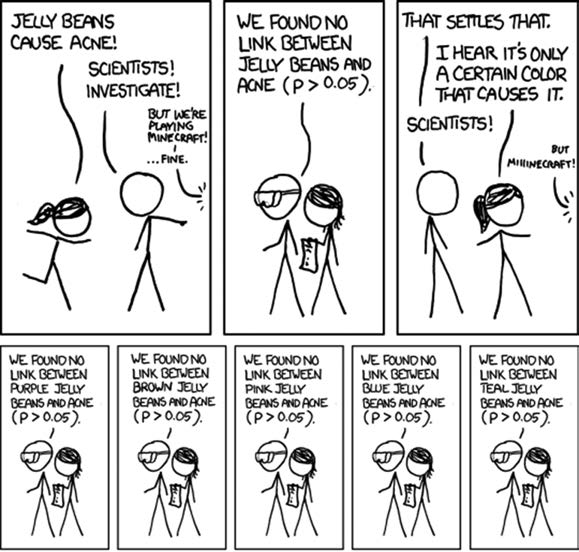 JELLY BEANS
CAUSE ACNE!
SCIENTISTS!
INVESTIGATE!
BUT WE'RE
PLAYING
MINECRAFT!
...FINE.
WE FOUND NO
LINK BETWEEN
JELLY BEANS AND
ACNE (P > 0.05).
THAT SETTLES THAT.
I HEAR IT'S ONLY
A CERTAIN COLOR
THAT CAUSES IT.
SCIENTISTS!
BUT
MIIIINECRAFT!
WE FOUND NO
LINK BETWEEN
PURPLE JELLY
BEANS AND ACNE
(P > 0.05).
WE FOUND NO
LINK BETWEEN
BROWN JELLY
BEANS AND ACNE
(P > 0.05).
WE FOUND NO
LINK BETWEEN
PINK JELLY
BEANS AND ACNE
(P > 0.05).
WE FOUND NO
LINK BETWEEN
BLUE JELLY
BEANS AND ACNE
(P > 0.05).
WE FOUND NO
LINK BETWEEN
TEAL JELLY
BEANS AND ACNE
(P > 0.05).